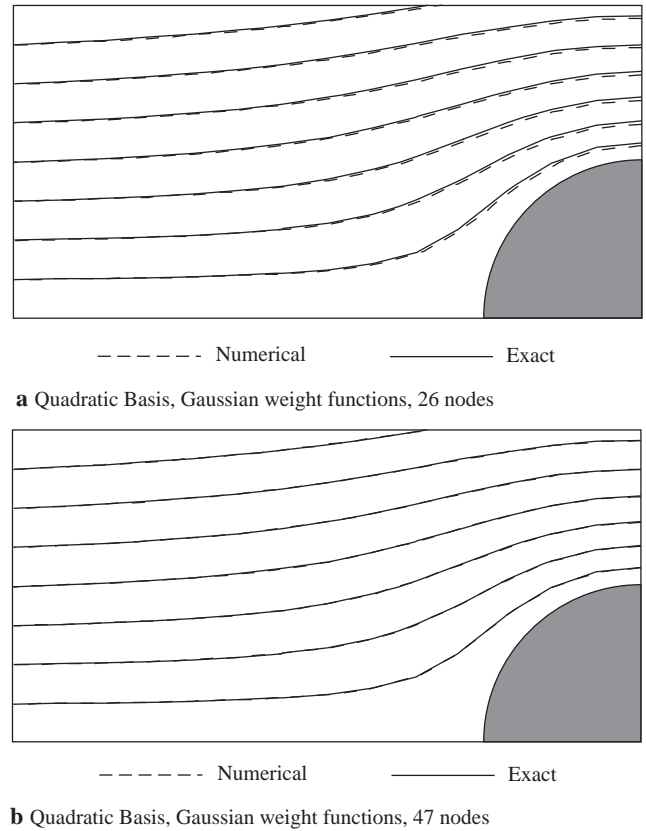 Numerical Exact
a Quadratic Basis, Gaussian weight functions, 26 nodes
Numerical Exact
b Quadratic Basis, Gaussian weight functions, 47 nodes